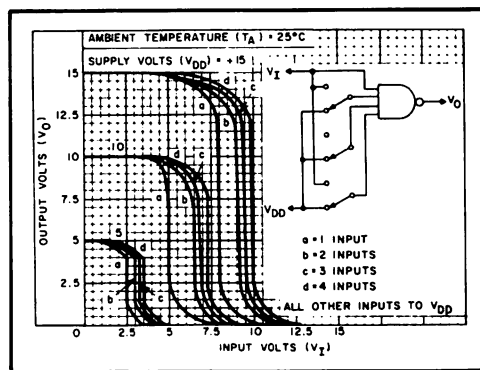 AMBIENT TEMPERATURE (TA) = 25°C
SUPPLY VOLTS (VDD) = +15
15
12.5
10
7.5
5
2.5
0
OUTPUT VOLTS (VO)
a
b
c
d
10
a
b
c
d
5
a
b
c
d
VI
VO
VDD
a = 1 INPUT
b = 2 INPUTS
c = 3 INPUTS
d = 4 INPUTS
ALL OTHER INPUTS TO VDD
2.5 5 7.5 10 12.5 15
INPUT VOLTS (VI)